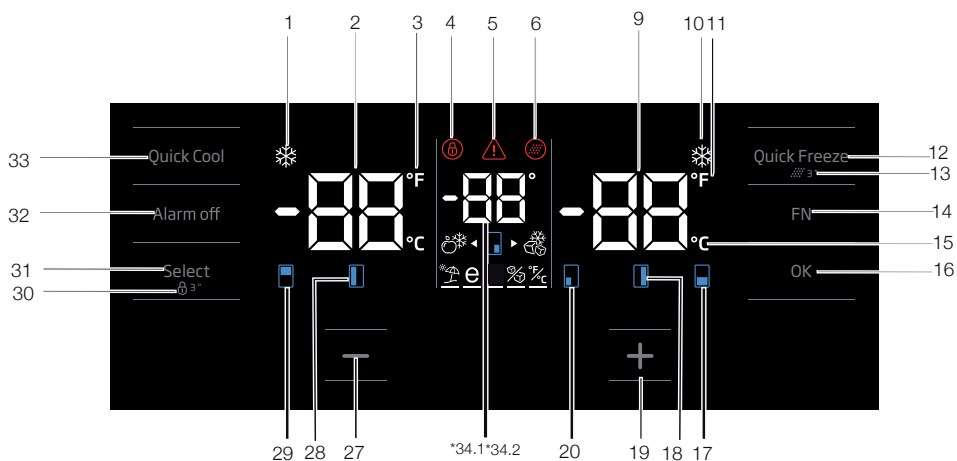 1 2 3 4 5 6 9 10 11
33 Quick Cool Quick Freeze 12
3" 13
°F ° °F
-88 -88 -88
32 Alarm off FN 14
°C °C 15
31 Select OK 16
30 3"
e % °F/°C
28 18
29 27 *34.1*34.2 20 19 17